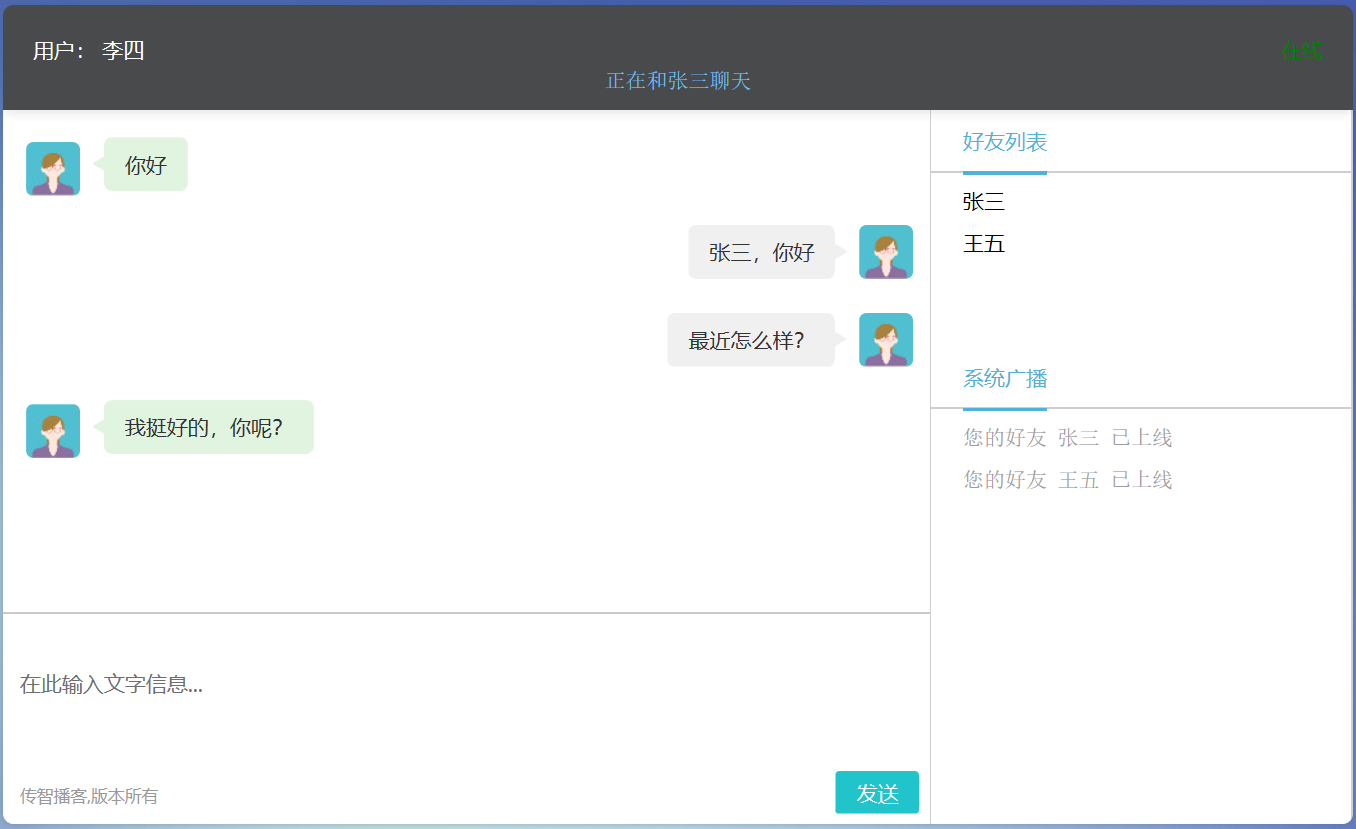 用户： 李四
在线
正在和张三聊天
你好
张三，你好
最近怎么样？
我挺好的，你呢？
在此输入文字信息...
传智播客,版本所有
发送
好友列表
张三
王五
系统广播
您的好友 张三 已上线
您的好友 王五 已上线